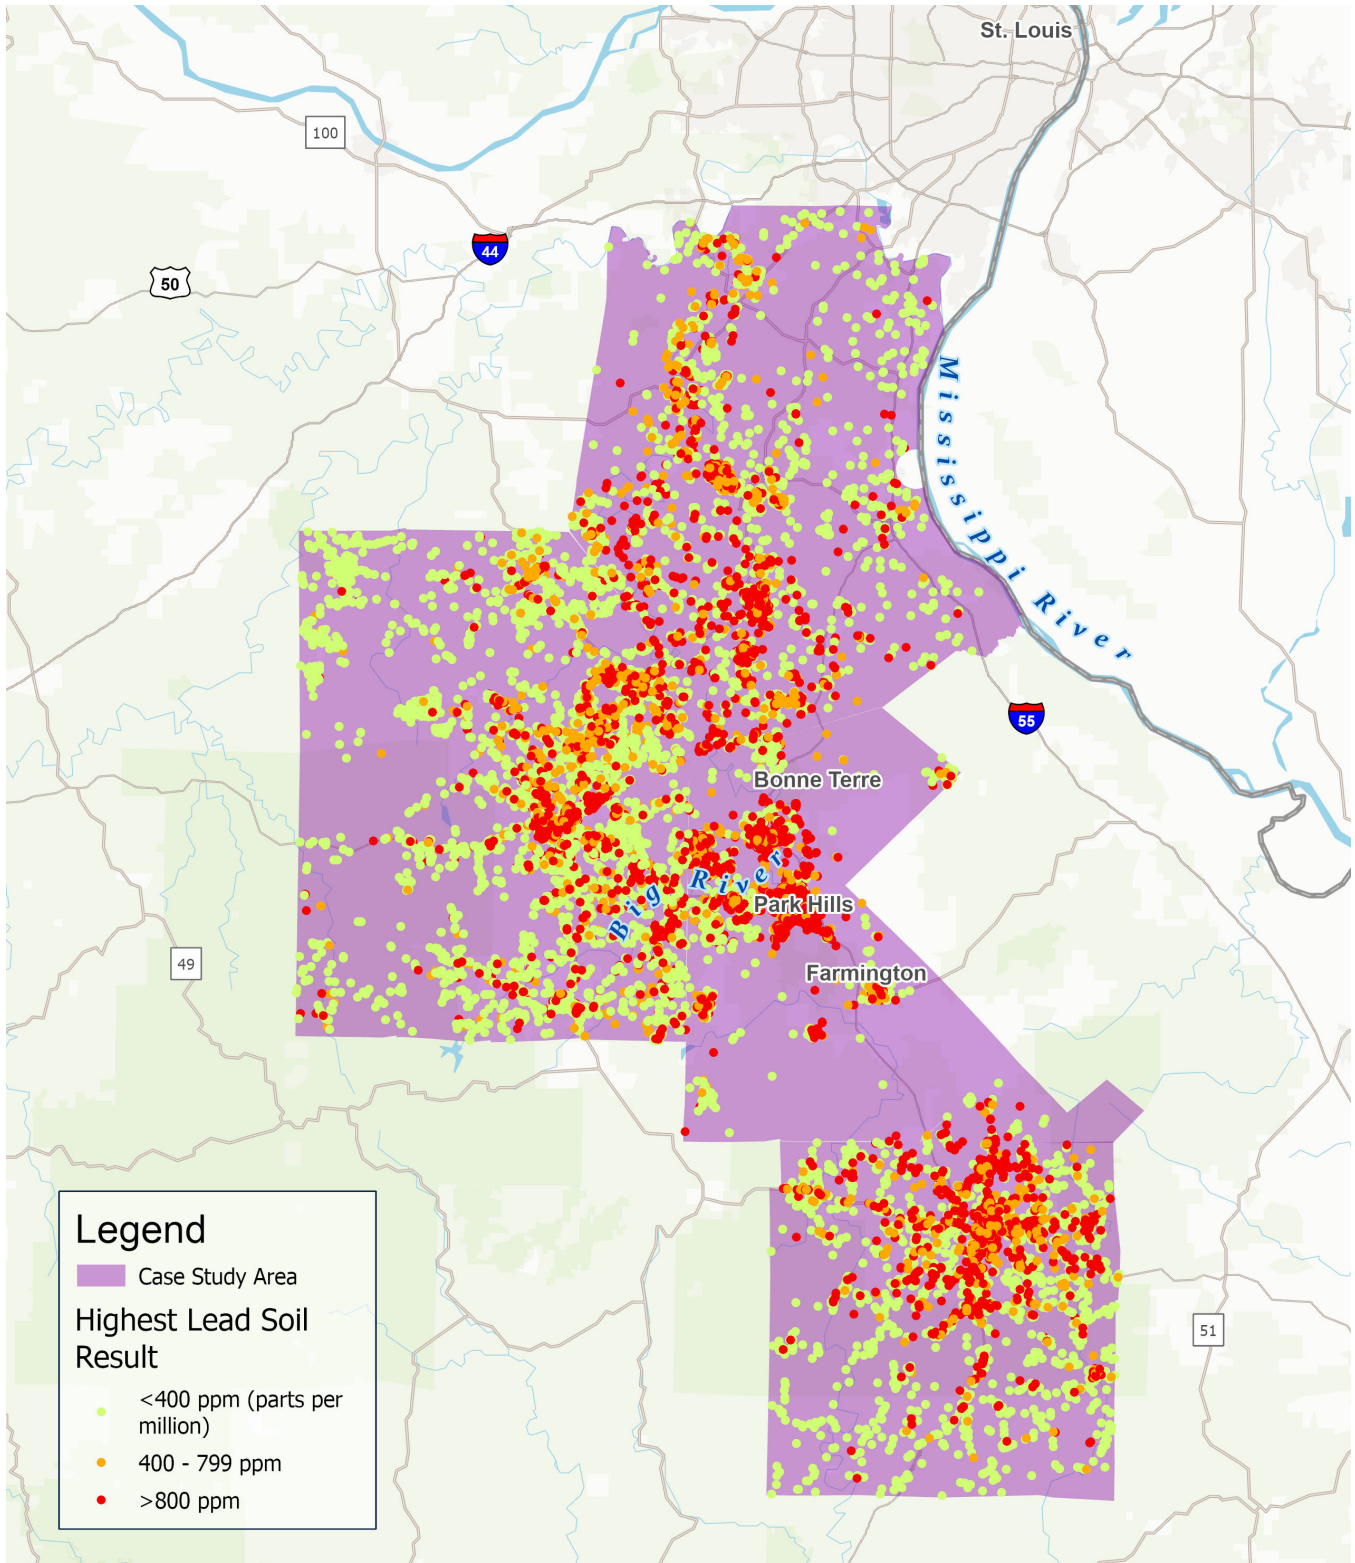 St. Louis
100
44
50
Mississippi River
55
Bonne Terre
Big River
Park Hills
49
Farmington
Legend
Case Study Area
Highest Lead Soil
Result
<400 ppm (parts per
million)
400 - 799 ppm
>800 ppm
51